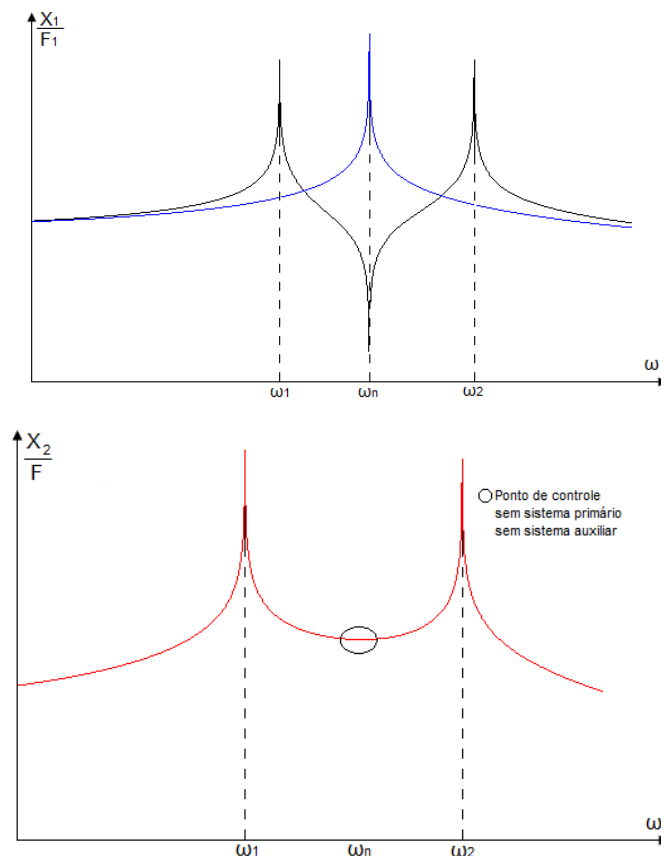 X1
F1
ω
ω1
ωn
ω2
X2
F
Ponto de controle
sem sistema primário
sem sistema auxiliar
ω
ω1
ωn
ω2